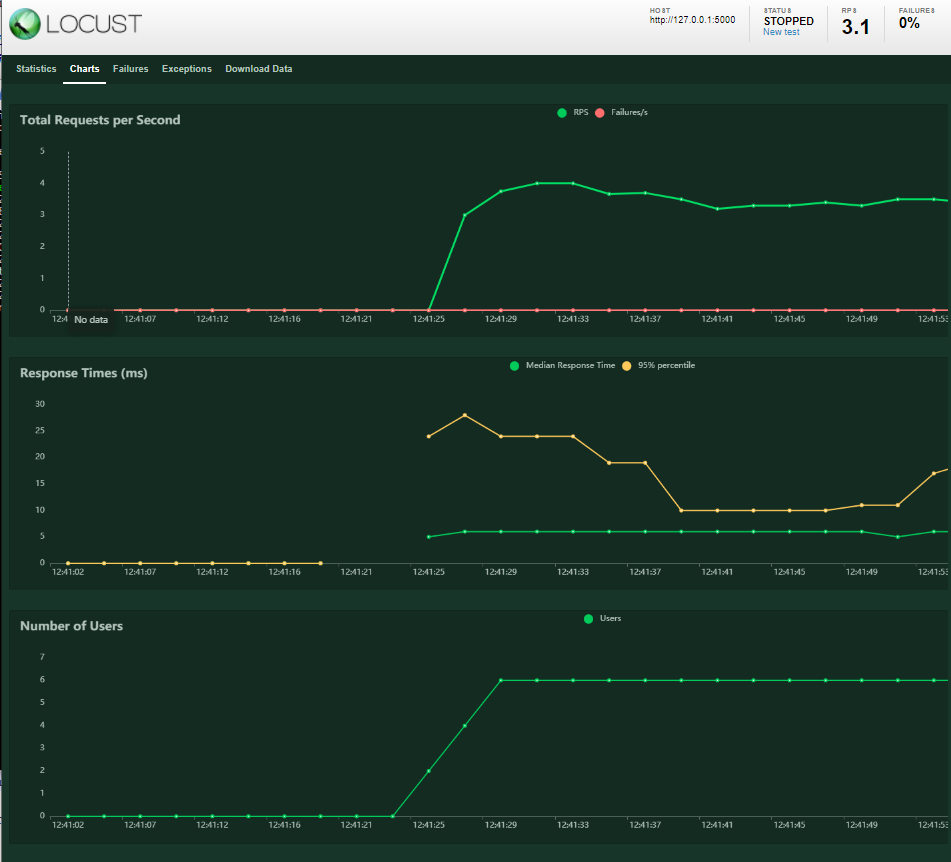 LOCUST
HOST
http://127.0.0.1:5000
STATUS
STOPPED
New test
RPS
3.1
FAILURES
0%
Statistics Charts Failures Exceptions Download Data
Total Requests per Second
RPS Failures/s
5
4
3
2
1
0
12:4 No data 12:41:07 12:41:12 12:41:16 12:41:21 12:41:25 12:41:29 12:41:33 12:41:37 12:41:41 12:41:45 12:41:49 12:41:53
Response Times (ms)
Median Response Time 95% percentile
30
25
20
15
10
5
0
12:41:02 12:41:07 12:41:12 12:41:16 12:41:21 12:41:25 12:41:29 12:41:33 12:41:37 12:41:41 12:41:45 12:41:49 12:41:53
Number of Users
Users
7
6
5
4
3
2
1
0
12:41:02 12:41:07 12:41:12 12:41:16 12:41:21 12:41:25 12:41:29 12:41:33 12:41:37 12:41:41 12:41:45 12:41:49 12:41:53